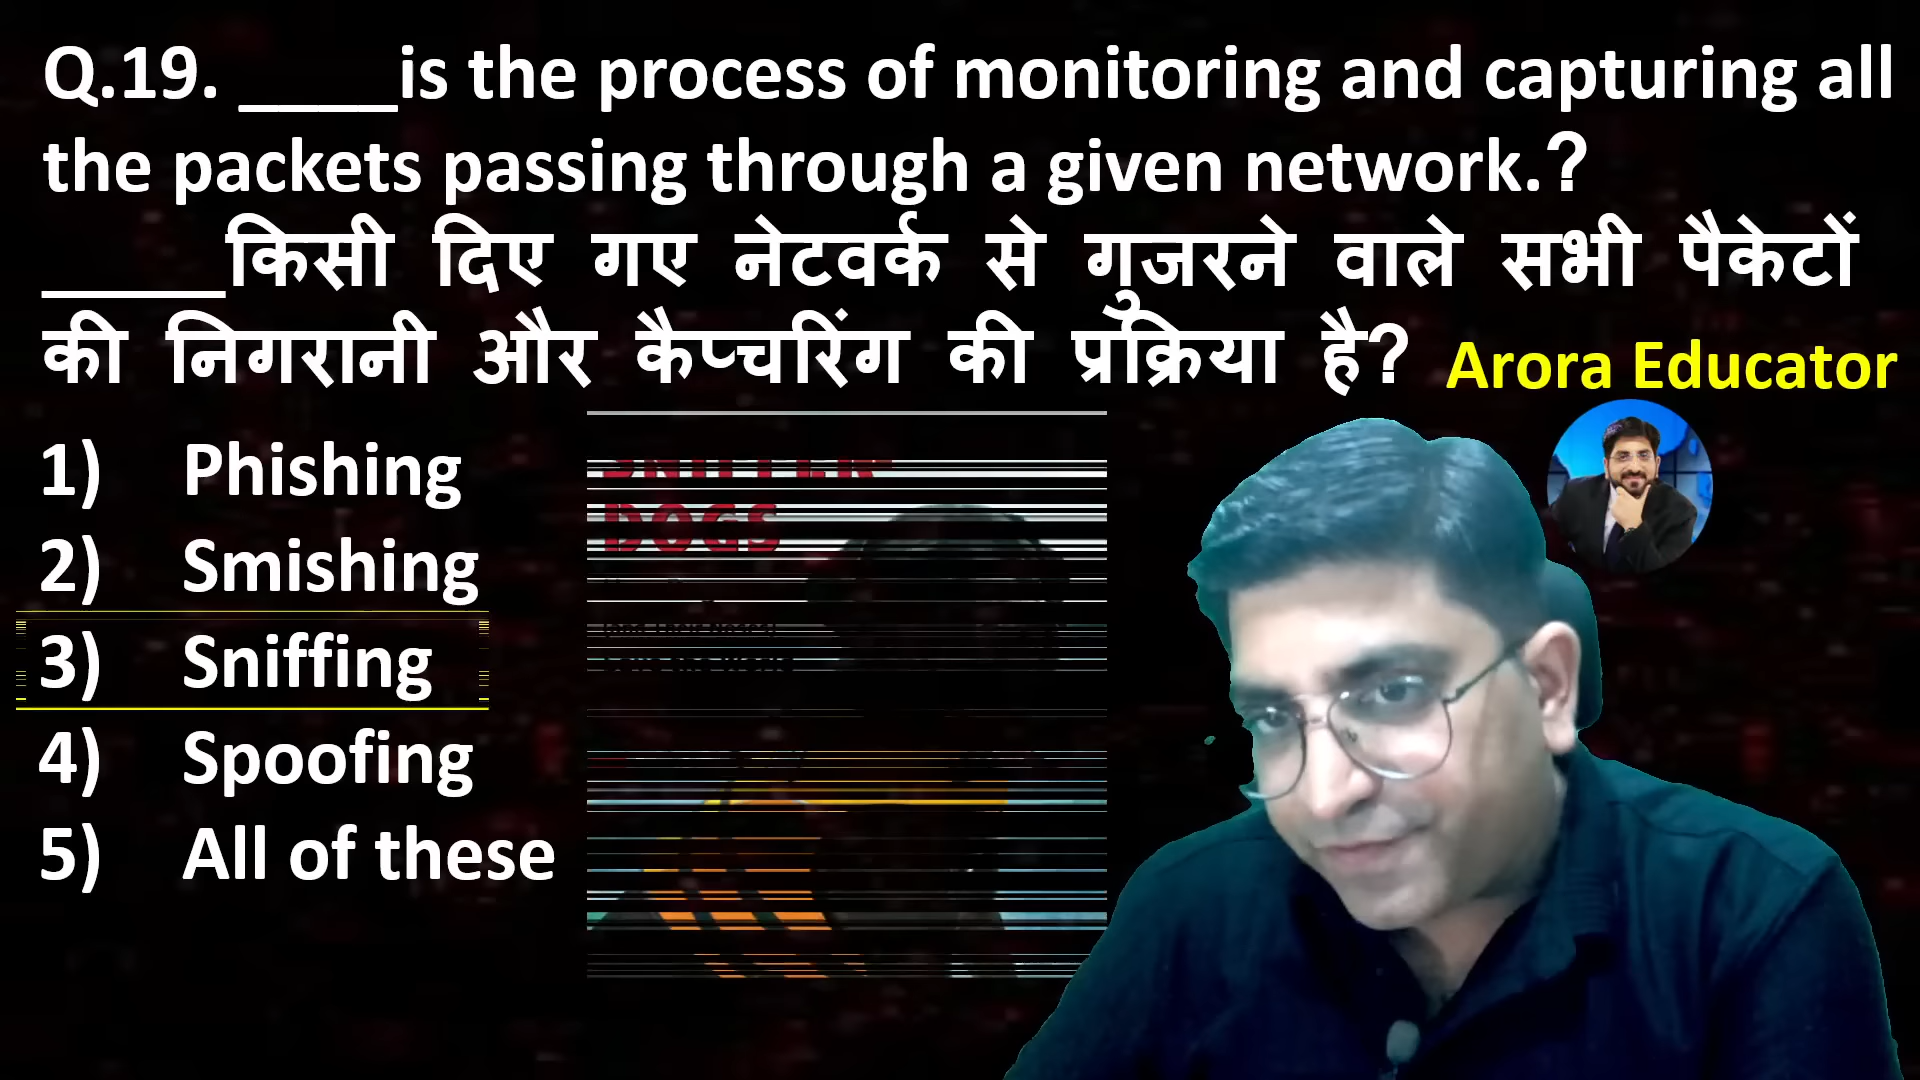 Q.19. ____is the process of monitoring and capturing all
the packets passing through a given network.?
____किसी दिए गए नेटवर्क से गुजरने वाले सभी पैकेटों
की निगरानी और कैप्चरिंग की प्रक्रिया है?
Arora Educator
1) Phishing
2) Smishing
3) Sniffing
4) Spoofing
5) All of these
DOGS